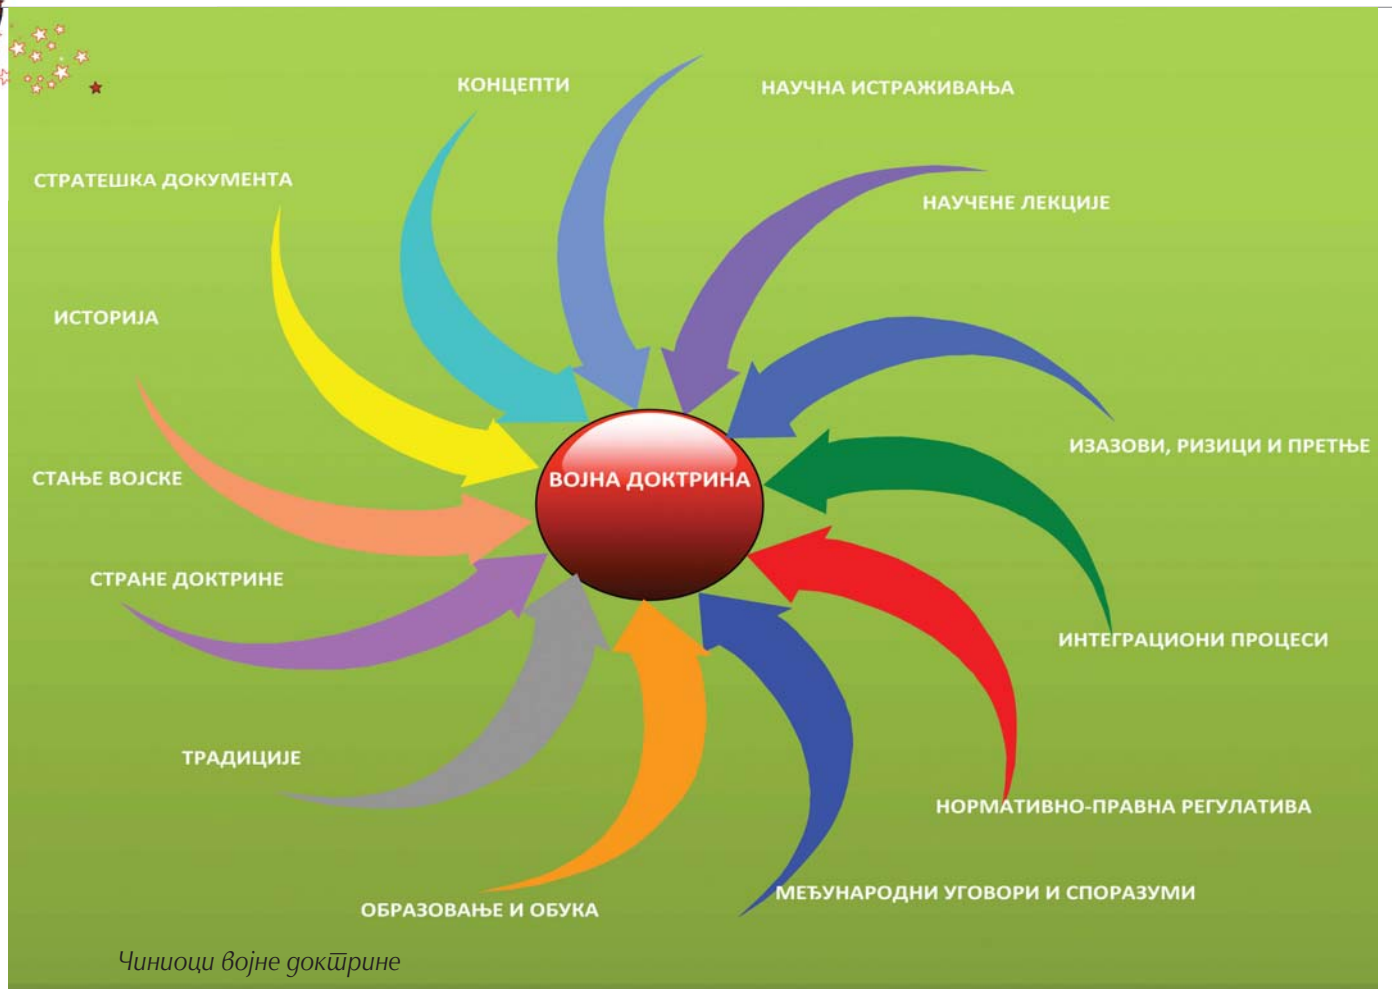 КОНЦЕПТИ
НАУЧНА ИСТРАЖИВАЊА
СТРАТЕШКА ДОКУМЕНТА
НАУЧЕНЕ ЛЕКЦИЈЕ
ИСТОРИЈА
ИЗАЗОВИ, РИЗИЦИ И ПРЕТЊЕ
СТАЊЕ ВОЈСКЕ
ВОЈНА ДОКТРИНА
СТРАНЕ ДОКТРИНЕ
ИНТЕГРАЦИОНИ ПРОЦЕСИ
ТРАДИЦИЈЕ
НОРМАТИВНО-ПРАВНА РЕГУЛАТИВА
МЕЂУНАРОДНИ УГОВОРИ И СПОРАЗУМИ
ОБРАЗОВАЊЕ И ОБУКА
Чиниоци војне доктрине